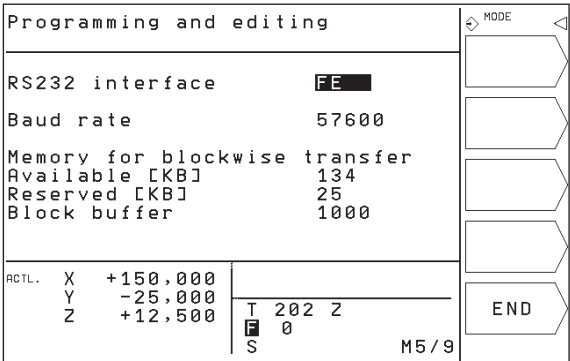 Programming and editing
MODE
RS232 interface FE
Baud rate 57600
Memory for blockwise transfer
Available [KB] 134
Reserved [KB] 25
Block buffer 1000
ACTL. X +150,000
Y -25,000
Z +12,500
T 202 Z
F 0
S M5/9
END